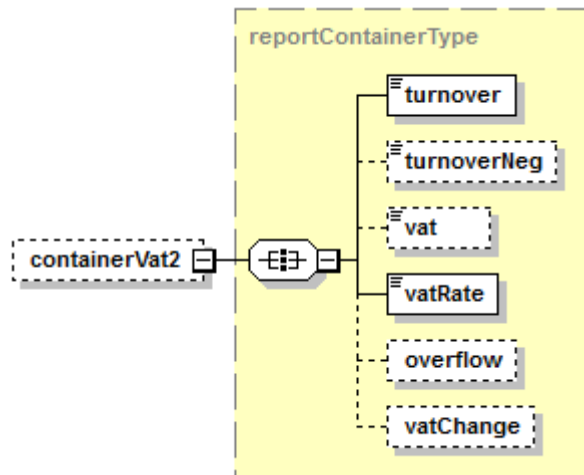 reportContainerType
turnover
turnoverNeg
vat
containerVat2
vatRate
overflow
vatChange